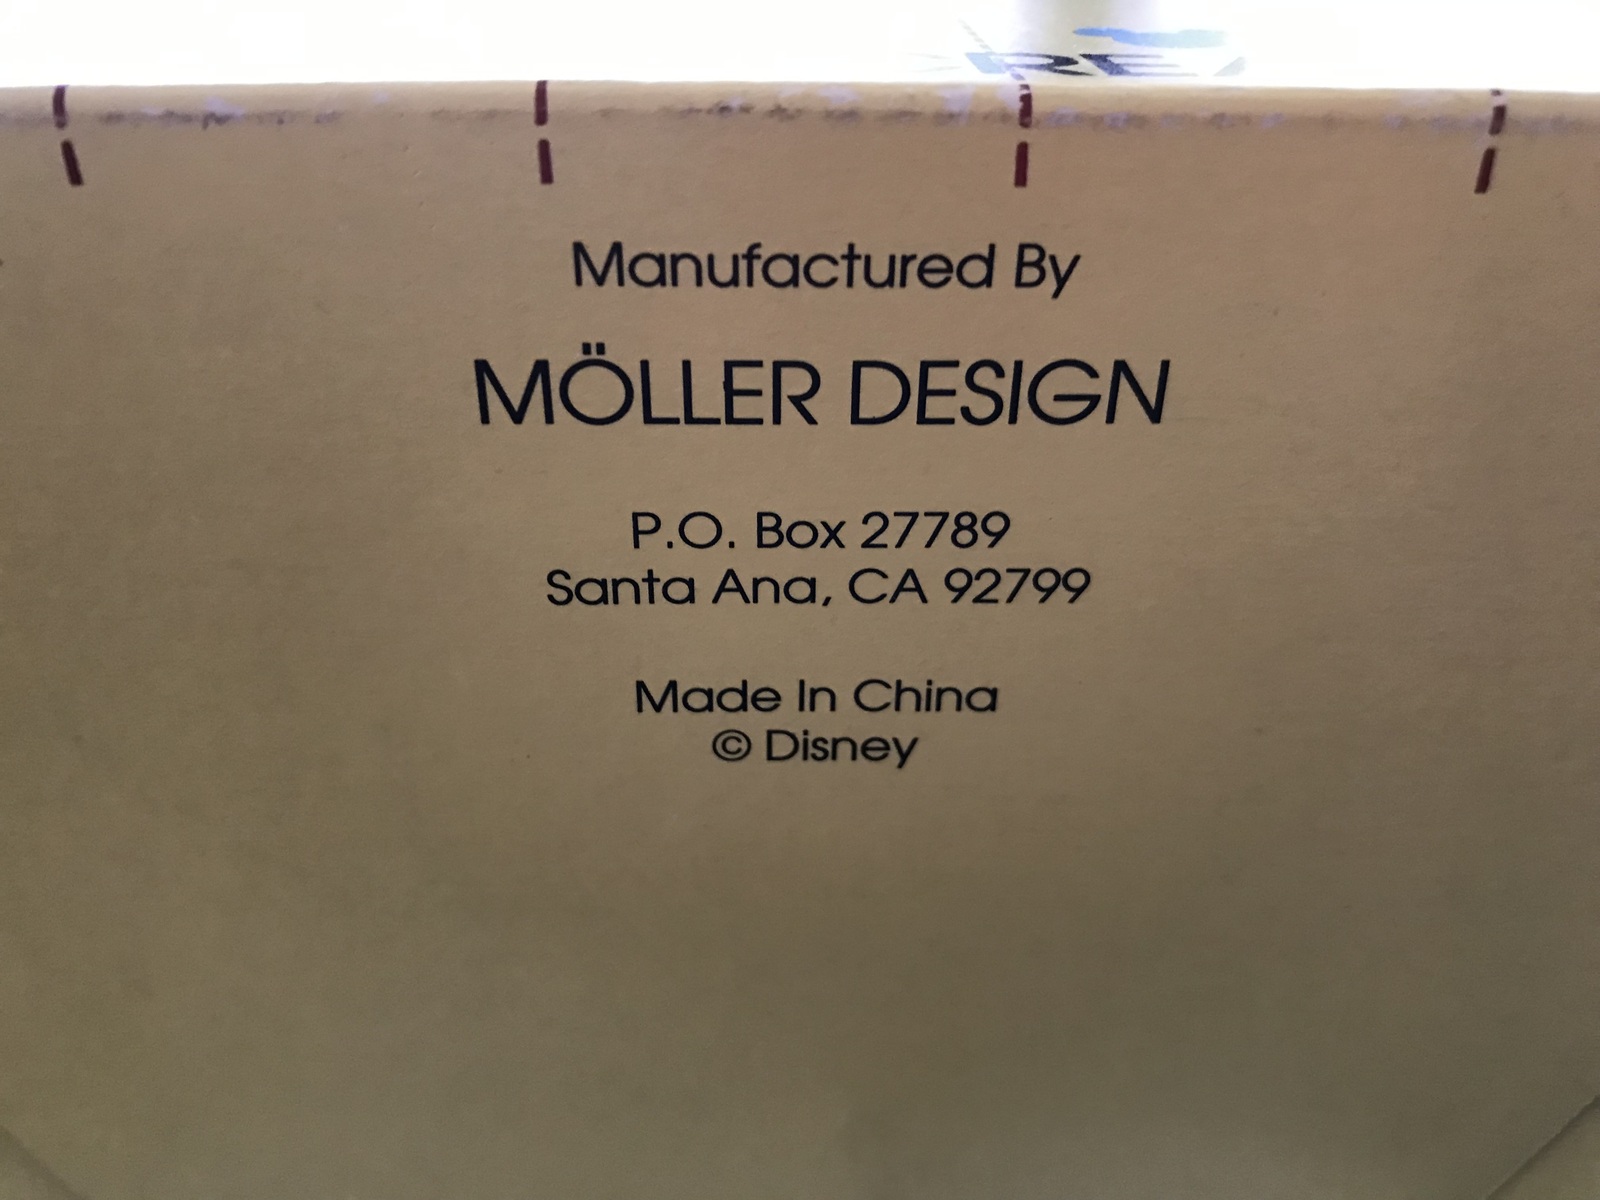 Manufactured By
MÖLLER DESIGN
P.O. Box 27789
Santa Ana, CA 92799
Made In China
© Disney